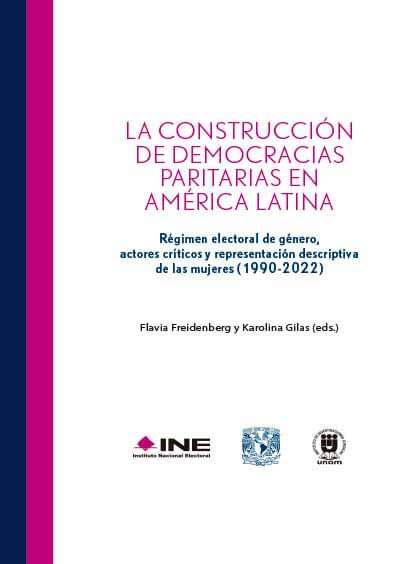 LA CONSTRUCCIÓN
DE DEMOCRACIAS
PARITARIAS EN
AMÉRICA LATINA
Régimen electoral de género,
actores críticos y representación descriptiva
de las mujeres (1990-2022)
Flavia Freidenberg y Karolina Gilas (eds.)
INE
Instituto Nacional Electoral
unam